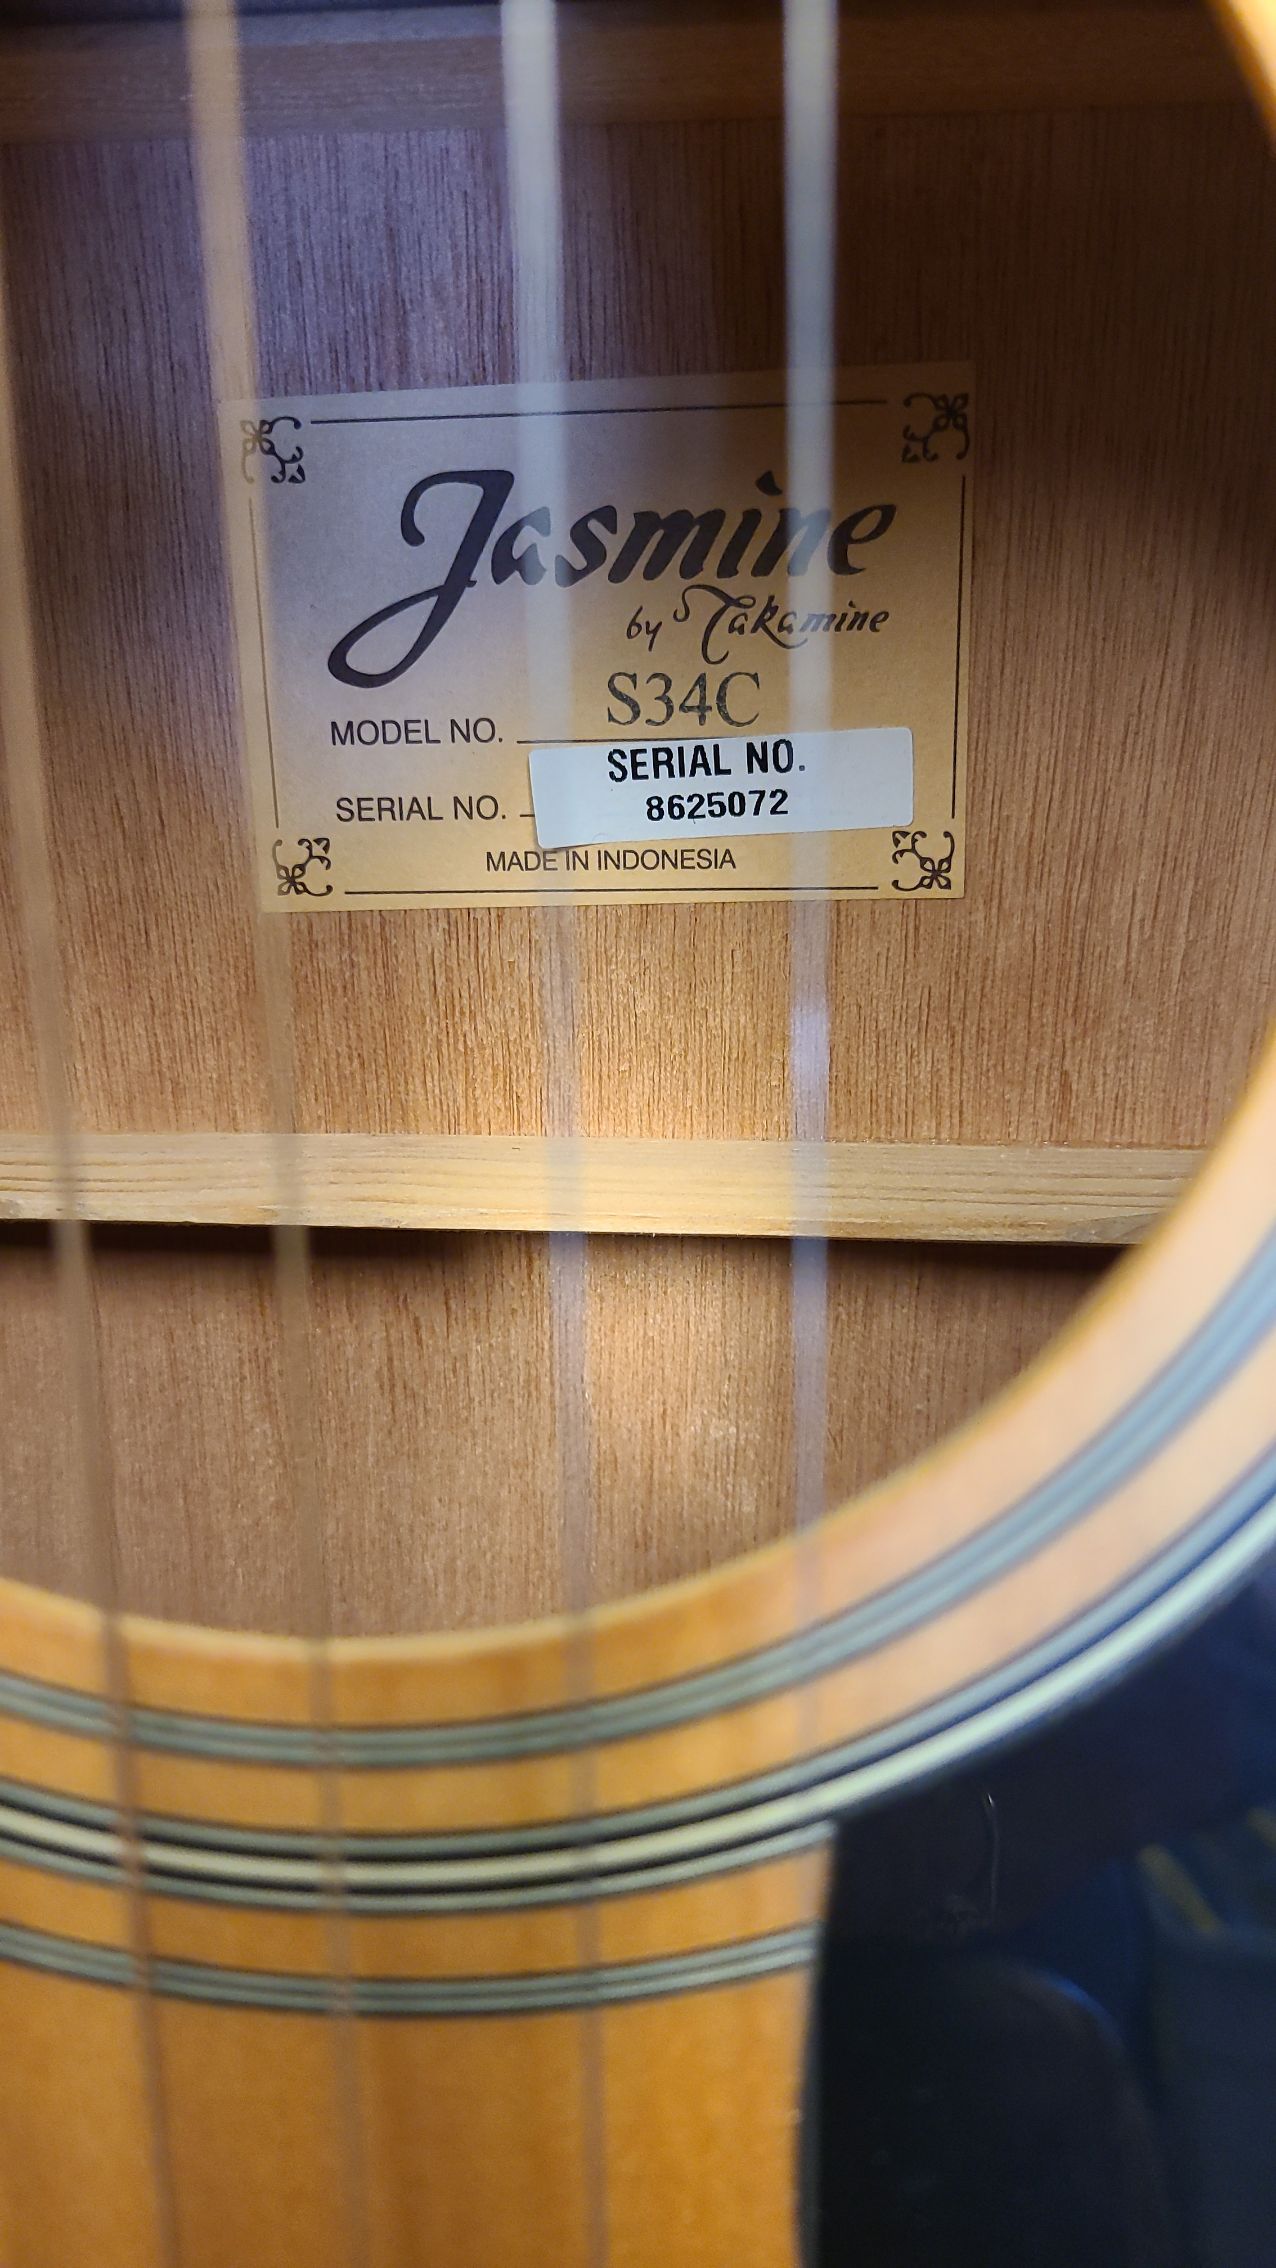 Jasmine
by Takamine
MODEL NO. S34C
SERIAL NO.
SERIAL NO. 8625072
MADE IN INDONESIA